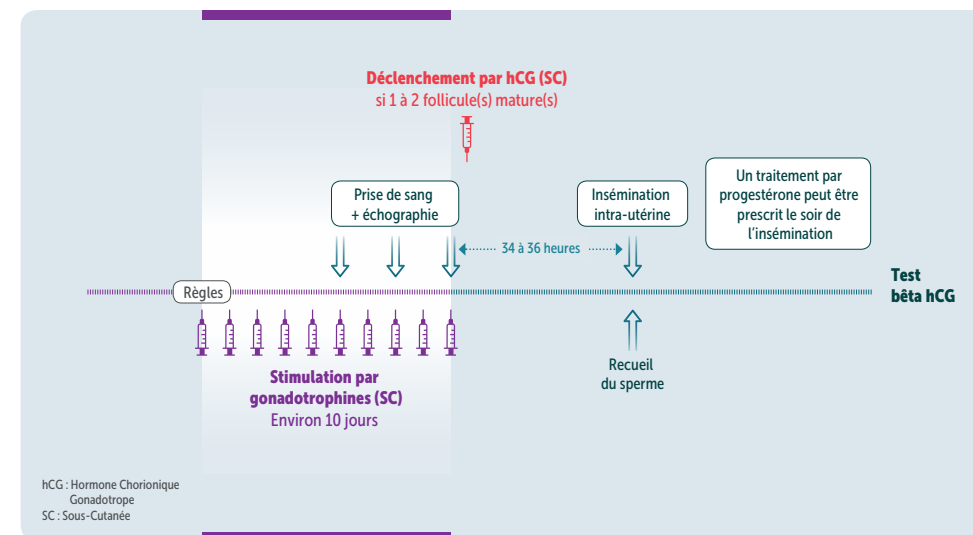 Déclenchement par hCG (SC)
si 1 à 2 follicule(s) mature(s)
Prise de sang
+ échographie
Insémination
intra-utérine
Un traitement par
progestérone peut être
prescrit le soir de
l'insémination
34 à 36 heures
Règles
Test
bêta hCG
Stimulation par
gonadotrophines (SC)
Environ 10 jours
Recueil
du sperme
hCG : Hormone Chorionique
Gonadotrope
SC : Sous-Cutanée